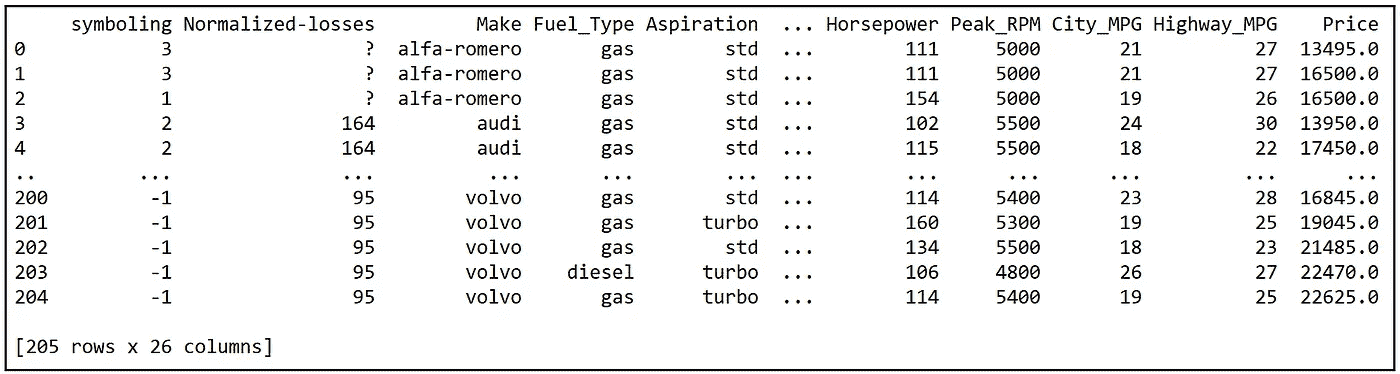 symboling Normalized-losses Make Fuel_Type Aspiration ... Horsepower Peak_RPM City_MPG Highway_MPG Price
0 3 ? alfa-romero gas std ... 111 5000 21 27 13495.0
1 3 ? alfa-romero gas std ... 111 5000 21 27 16500.0
2 1 ? alfa-romero gas std ... 154 5000 19 26 16500.0
3 2 164 audi gas std ... 102 5500 24 30 13950.0
4 2 164 audi gas std ... 115 5500 18 22 17450.0
.. ... ... ... ... ... ... ... ... ... ... ...
200 -1 95 volvo gas std ... 114 5400 23 28 16845.0
201 -1 95 volvo gas turbo ... 160 5300 19 25 19045.0
202 -1 95 volvo gas std ... 134 5500 18 23 21485.0
203 -1 95 volvo diesel turbo ... 106 4800 26 27 22470.0
204 -1 95 volvo gas turbo ... 114 5400 19 25 22625.0
[205 rows x 26 columns]